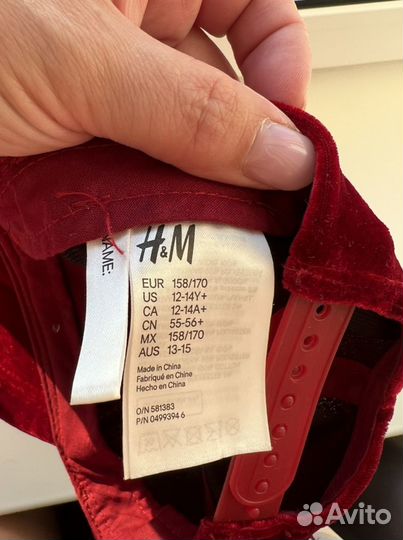 NAME:
H&M
EUR 158/170
US 12-14Y+
CA 12-14A+
CN 55-56+
MX 158/170
AUS 13-15
Made in China
Fabriqué en Chine
Hecho en China
O/N 581383
P/N 0499394 6
Avito